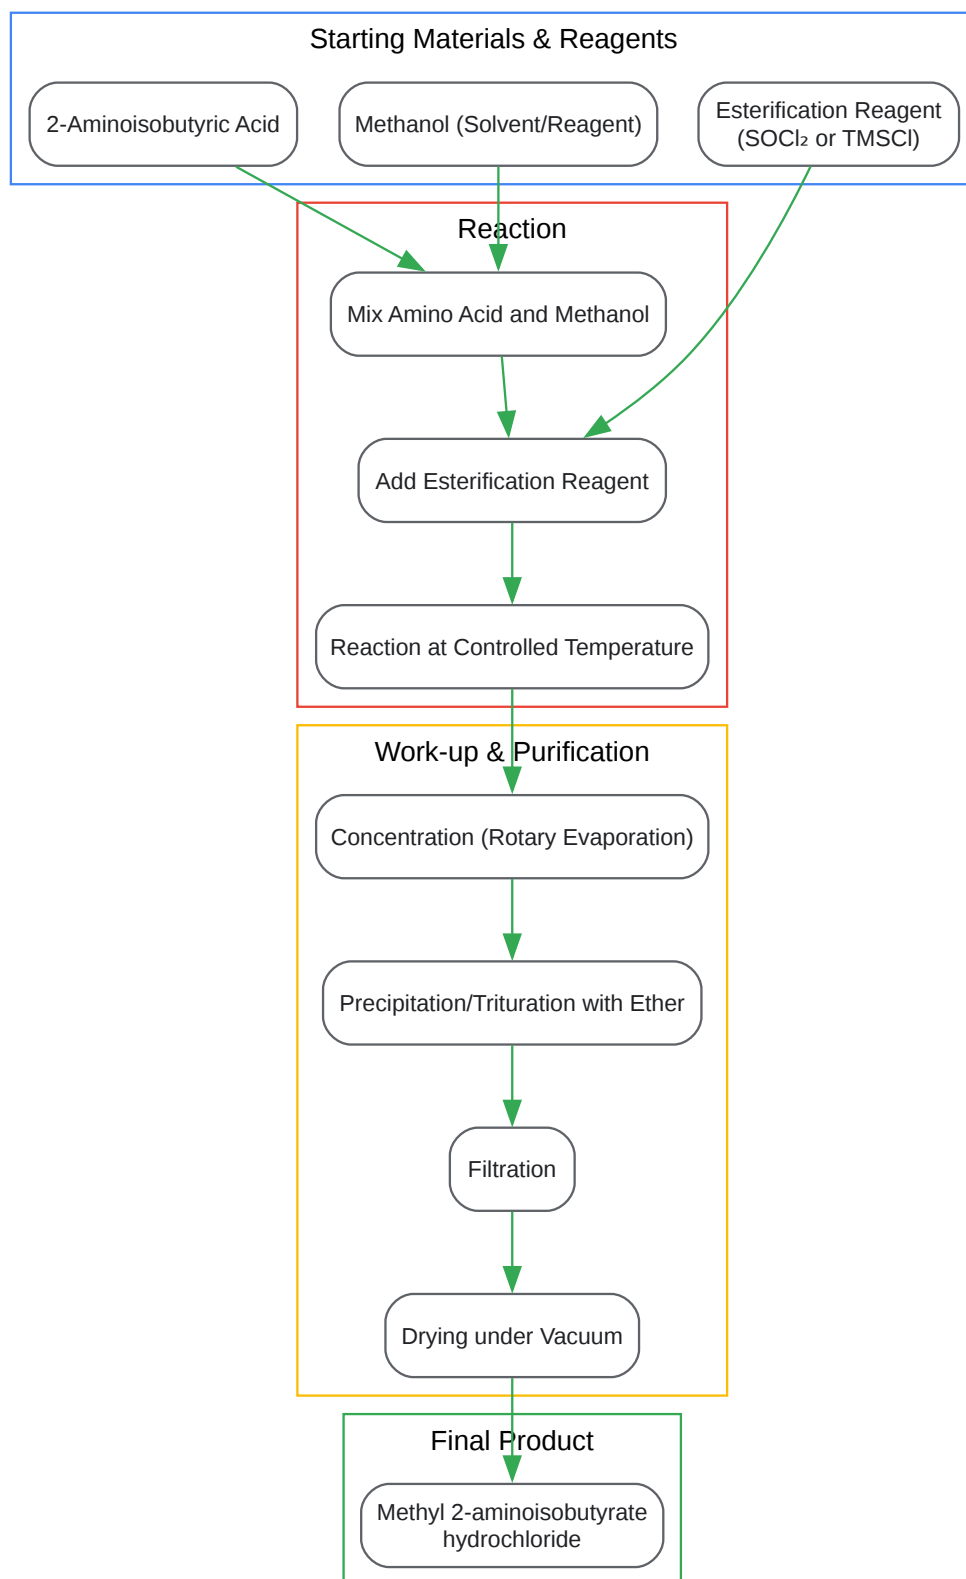 Starting Materials & Reagents
2-Aminoisobutyric Acid
Methanol (Solvent/Reagent)
Esterification Reagent
(SOCl₂ or TMSCl)
Reaction
Mix Amino Acid and Methanol
Add Esterification Reagent
Reaction at Controlled Temperature
Work-up & Purification
Concentration (Rotary Evaporation)
Precipitation/Trituration with Ether
Filtration
Drying under Vacuum
Final Product
Methyl 2-aminoisobutyrate
hydrochloride